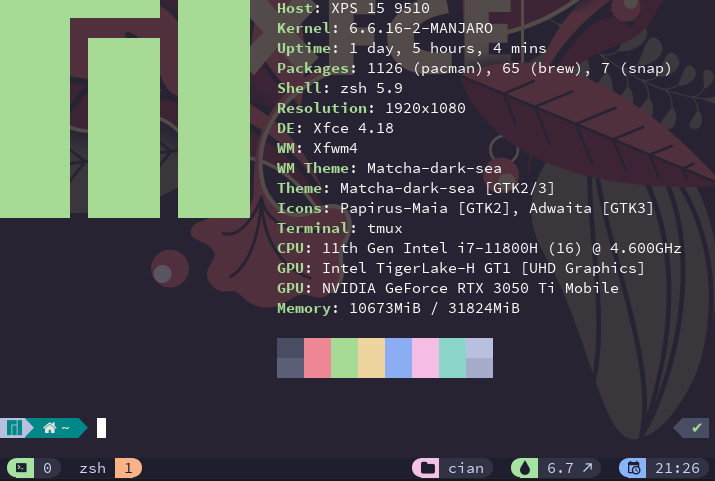 Host: XPS 15 9510
Kernel: 6.6.16-2-MANJARO
Uptime: 1 day, 5 hours, 4 mins
Packages: 1126 (pacman), 65 (brew), 7 (snap)
Shell: zsh 5.9
Resolution: 1920x1080
DE: Xfce 4.18
WM: Xfwm4
WM Theme: Matcha-dark-sea
Theme: Matcha-dark-sea [GTK2/3]
Icons: Papirus-Maia [GTK2], Adwaita [GTK3]
Terminal: tmux
CPU: 11th Gen Intel i7-11800H (16) @ 4.600GHz
GPU: Intel TigerLake-H GT1 [UHD Graphics]
GPU: NVIDIA GeForce RTX 3050 Ti Mobile
Memory: 10673MiB / 31824MiB
~
0 zsh 1 cian 6.7 ↗ 21:26